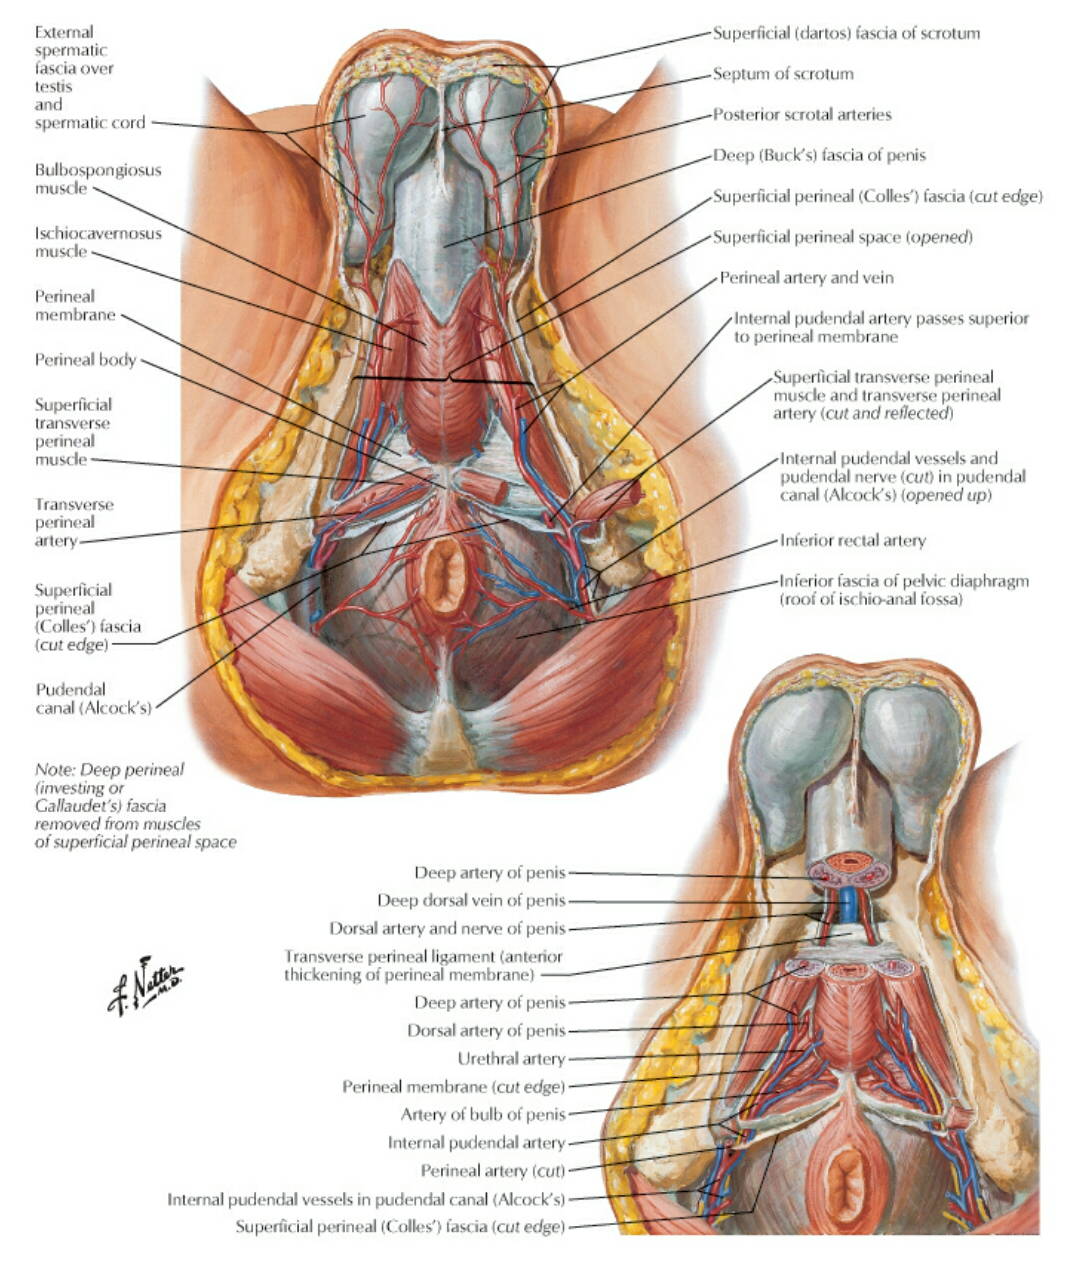 External
spermatic
fascia over
testis
and
spermatic cord
Bulbospongiosus
muscle
Ischiocavernosus
muscle
Perineal
membrane
Perineal body
Superficial
transverse
perineal
muscle
Transverse
perineal
artery
Superficial
perineal
(Colles') fascia
(cut edge)
Pudendal
canal (Alcock's)
Note: Deep perineal
(investing or
Gallaudet's) fascia
removed from muscles
of superficial perineal space
Superficial (dartos) fascia of scrotum
Septum of scrotum
Posterior scrotal arteries
Deep (Buck's) fascia of penis
Superficial perineal (Colles') fascia (cut edge)
Superficial perineal space (opened)
Perineal artery and vein
Internal pudendal artery passes superior
to perineal membrane
Superficial transverse perineal
muscle and transverse perineal
artery (cut and reflected)
Internal pudendal vessels and
pudendal nerve (cut) in pudendal
canal (Alcock's) (opened up)
Inferior rectal artery
Inferior fascia of pelvic diaphragm
(roof of ischio-anal fossa)
Deep artery of penis
Deep dorsal vein of penis
Dorsal artery and nerve of penis
Transverse perineal ligament (anterior
thickening of perineal membrane)
Deep artery of penis
Dorsal artery of penis
Urethral artery
Perineal membrane (cut edge)
Artery of bulb of penis
Internal pudendal artery
Perineal artery (cut)
Internal pudendal vessels in pudendal canal (Alcock's)
Superficial perineal (Colles') fascia (cut edge)
F. Netter
M.D.